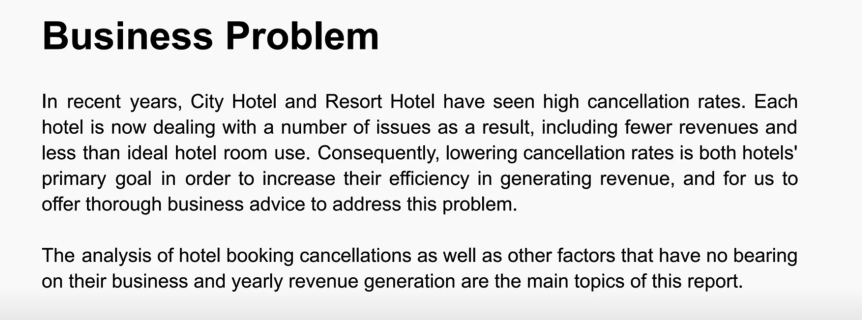 Business Problem
In recent years, City Hotel and Resort Hotel have seen high cancellation rates. Each
hotel is now dealing with a number of issues as a result, including fewer revenues and
less than ideal hotel room use. Consequently, lowering cancellation rates is both hotels'
primary goal in order to increase their efficiency in generating revenue, and for us to
offer thorough business advice to address this problem.
The analysis of hotel booking cancellations as well as other factors that have no bearing
on their business and yearly revenue generation are the main topics of this report.